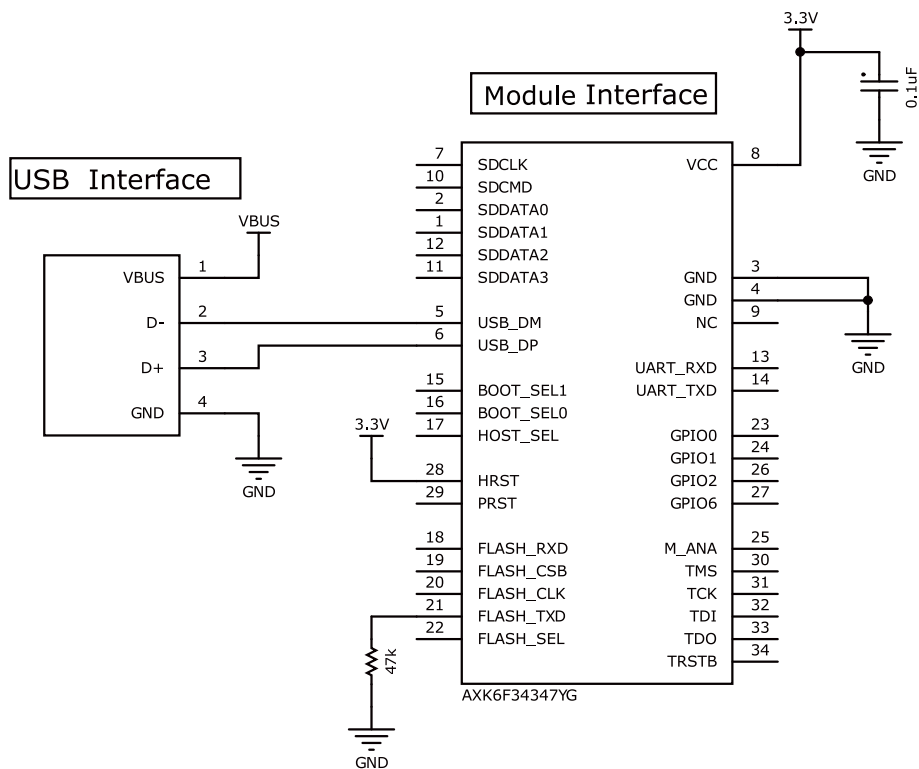 3.3V
0.1uF
GND
Module Interface
USB Interface
VBUS
VBUS 1
D- 2
D+ 3
GND 4
GND
7 SDCLK
10 SDCMD
2 SDDATA0
1 SDDATA1
12 SDDATA2
11 SDDATA3
5 USB_DM
6 USB_DP
15 BOOT_SEL1
16 BOOT_SEL0
17 HOST_SEL
3.3V
28 HRST
29 PRST
18 FLASH_RXD
19 FLASH_CSB
20 FLASH_CLK
21 FLASH_TXD
22 FLASH_SEL
47k
GND
VCC 8
GND 3
GND 4
NC 9
GND
UART_RXD 13
UART_TXD 14
GPIO0 23
GPIO1 24
GPIO2 26
GPIO6 27
M_ANA 25
TMS 30
TCK 31
TDI 32
TDO 33
TRSTB 34
AXK6F34347YG